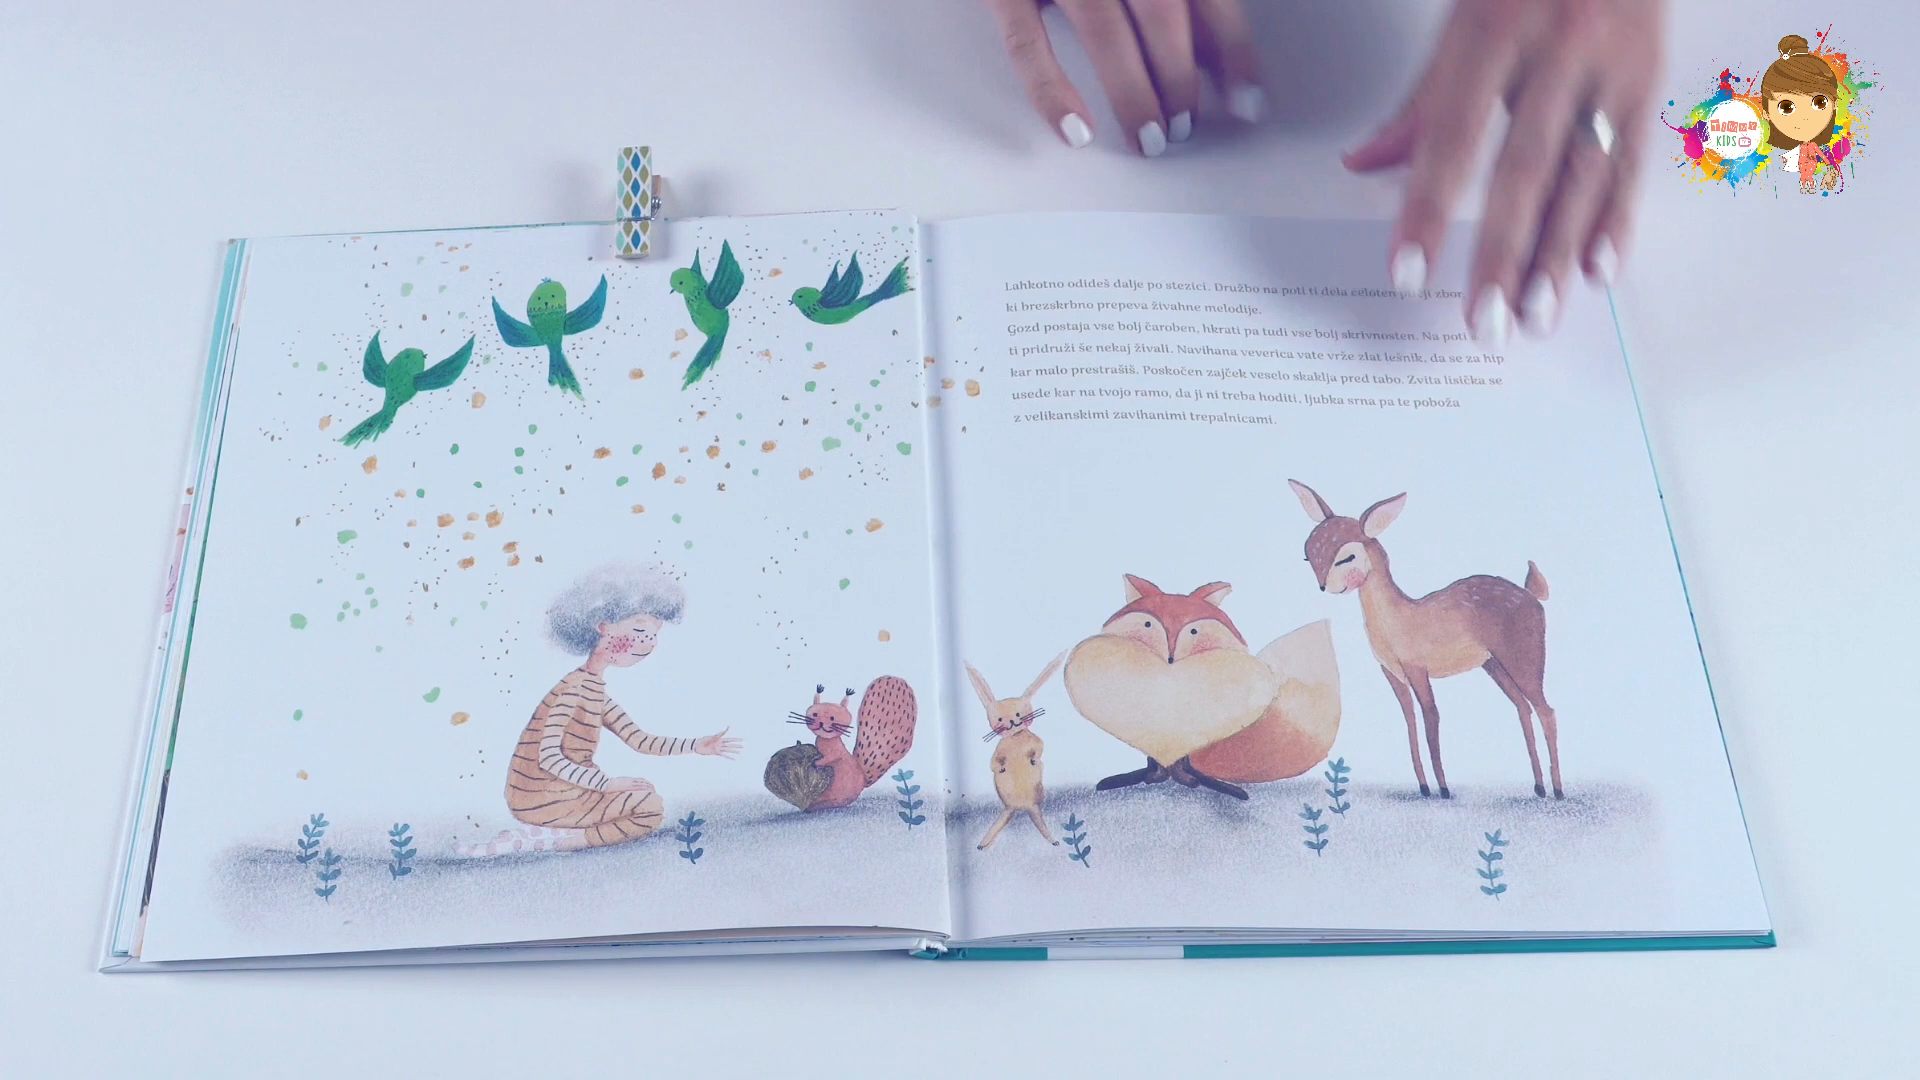 Lahkotno odideš dalje po stezici. Družbo na poti ti dela celoten ptičji zbor,
ki brezskrbno prepeva živahne melodije.
Gozd postaja vse bolj čaroben, hkrati pa tudi vse bolj skrivnosten. Na poti
ti pridruži še nekaj živali. Navihana veverica vate vrže zlat lešnik, da se za hip
kar malo prestrašiš. Poskočen zajček veselo skaklja pred tabo. Zvita lisička se
usede kar na tvojo ramo, da ji ni treba hoditi, ljubka srna pa te poboža
z velikanskimi zavihanimi trepalnicami.
KIDS